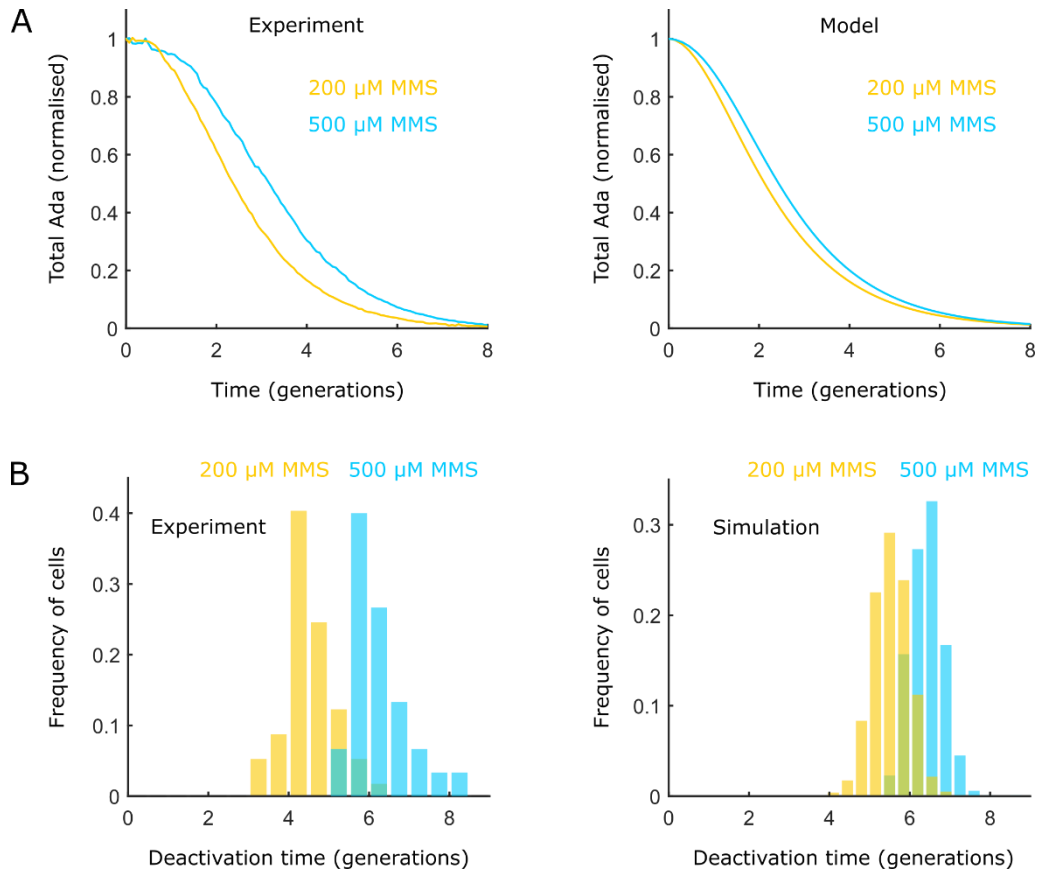 A
Experiment
200 µM MMS
500 µM MMS
Total Ada (normalised)
1
0.8
0.6
0.4
0.2
0
0 2 4 6 8
Time (generations)
Model
200 µM MMS
500 µM MMS
Total Ada (normalised)
1
0.8
0.6
0.4
0.2
0
0 2 4 6 8
Time (generations)
B
200 µM MMS 500 µM MMS
Experiment
Frequency of cells
0.4
0.3
0.2
0.1
0
0 2 4 6 8
Deactivation time (generations)
200 µM MMS 500 µM MMS
Simulation
Frequency of cells
0.3
0.2
0.1
0
0 2 4 6 8
Deactivation time (generations)